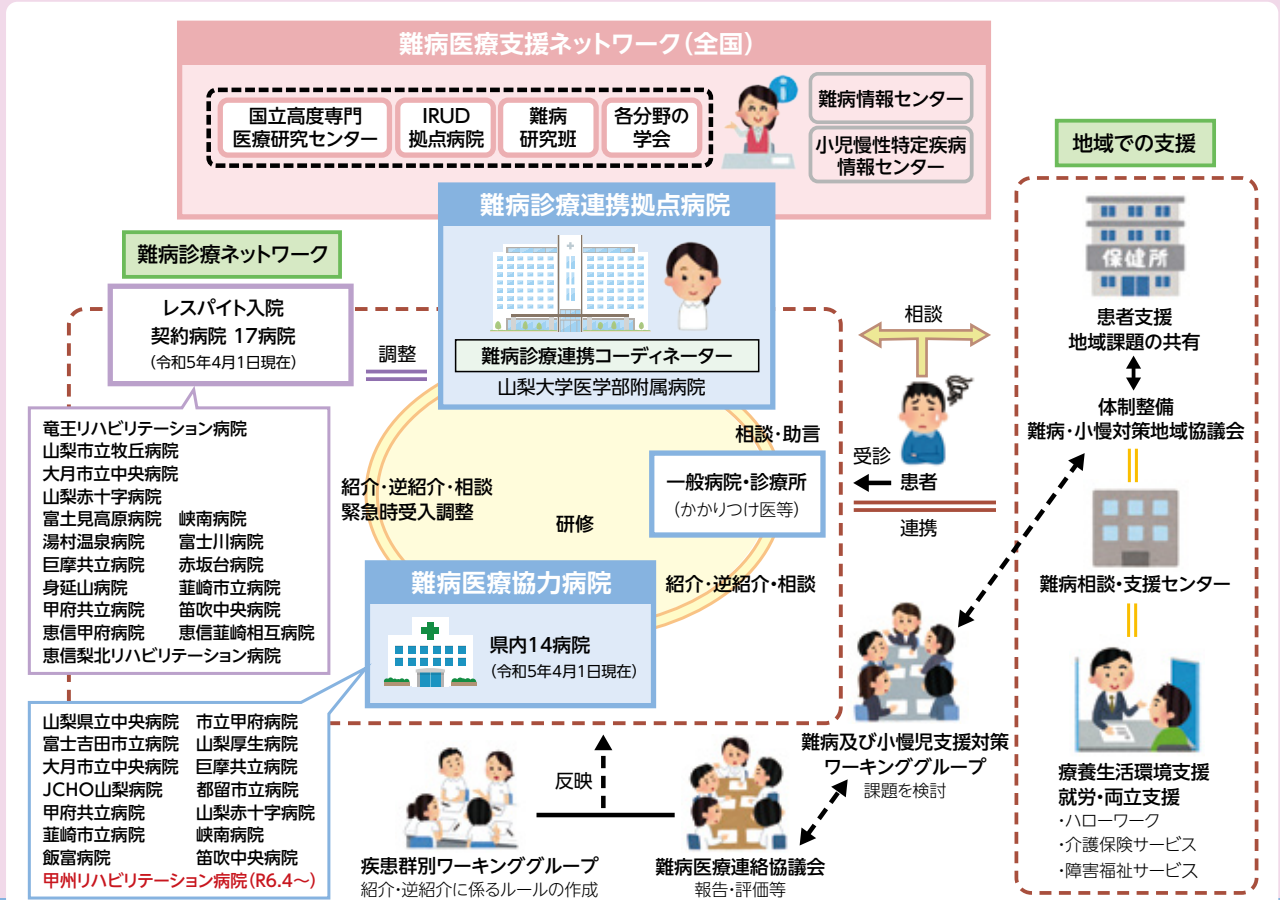 難病医療支援ネットワーク（全国）
国立高度専門
医療研究センター
IRUD
拠点病院
難病
研究班
各分野の
学会
難病情報センター
小児慢性特定疾病
情報センター
難病診療連携拠点病院
難病診療連携コーディネーター
山梨大学医学部附属病院
難病診療ネットワーク
レスパイト入院
契約病院 17病院
（令和5年4月1日現在）
調整
竜王リハビリテーション病院
山梨市立牧丘病院
大月市立中央病院
山梨赤十字病院
富士見高原病院 峡南病院
湯村温泉病院 富士川病院
巨摩共立病院 赤坂台病院
身延山病院 韮崎市立病院
甲府共立病院 笛吹中央病院
恵信甲府病院 恵信韮崎相互病院
恵信梨北リハビリテーション病院
紹介・逆紹介・相談
緊急時受入調整
研修
相談・助言
一般病院・診療所
（かかりつけ医等）
紹介・逆紹介・相談
難病医療協力病院
県内14病院
（令和5年4月1日現在）
山梨県立中央病院 市立甲府病院
富士吉田市立病院 山梨厚生病院
大月市立中央病院 巨摩共立病院
JCHO山梨病院 都留市立病院
甲府共立病院 山梨赤十字病院
韮崎市立病院 峡南病院
飯富病院 笛吹中央病院
甲州リハビリテーション病院（R6.4〜）
相談
受診
患者
連携
反映
疾患群別ワーキンググループ
紹介・逆紹介に係るルールの作成
難病医療連絡協議会
報告・評価等
難病及び小慢児支援対策
ワーキンググループ
課題を検討
地域での支援
保健所
患者支援
地域課題の共有
体制整備
難病・小慢対策地域協議会
難病相談・支援センター
療養生活環境支援
就労・両立支援
・ハローワーク
・介護保険サービス
・障害福祉サービス